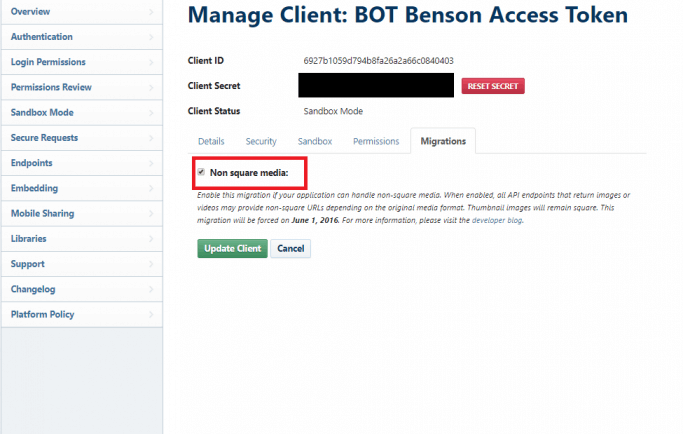 Overview
Authentication
Login Permissions
Permissions Review
Sandbox Mode
Secure Requests
Endpoints
Embedding
Mobile Sharing
Libraries
Support
Changelog
Platform Policy
Manage Client: BOT Benson Access Token
Client ID 6927b1059d794b8fa26a2a66c0840403
Client Secret RESET SECRET
Client Status Sandbox Mode
Details Security Sandbox Permissions Migrations
Non square media:
Enable this migration if your application can handle non-square media. When enabled, all API endpoints that return images or
videos may provide non-square URLs depending on the original media format. Thumbnail images will remain square. This
migration will be forced on June 1, 2016. For more information, please visit the developer blog.
Update Client Cancel